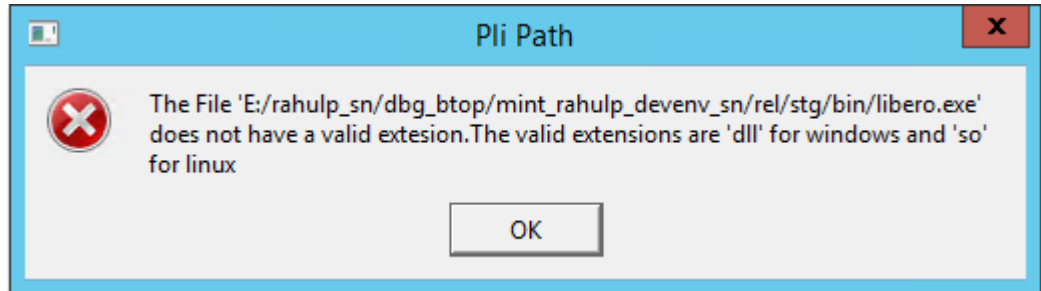 Pli Path
x
The File 'E:/rahulp_sn/dbg_btop/mint_rahulp_devenv_sn/rel/stg/bin/libero.exe'
does not have a valid extesion.The valid extensions are 'dll' for windows and 'so'
for linux
OK